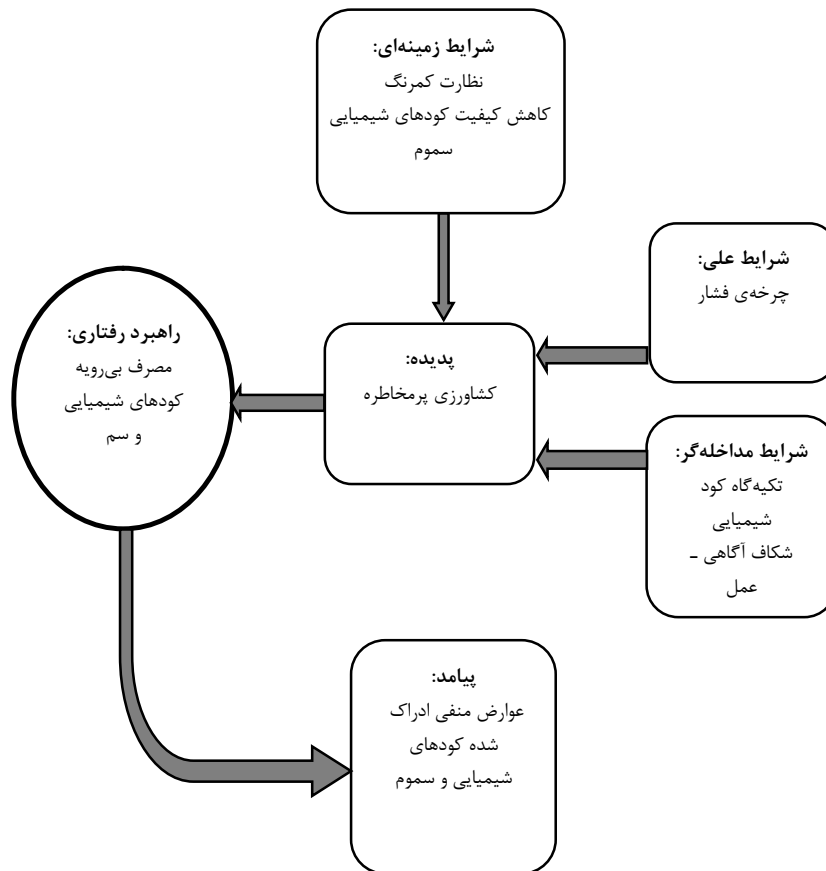 شرایط زمینه‌ای:
نظارت کمرنگ
کاهش کیفیت کودهای شیمیایی
سموم
شرایط علی:
چرخه‌ی فشار
پدیده:
کشاورزی پرمخاطره
راهبرد رفتاری:
مصرف بی‌رویه
کودهای شیمیایی
و سم
شرایط مداخله‌گر:
تکیه‌گاه کود
شیمیایی
شکاف آگاهی –
عمل
پیامد:
عوارض منفی ادراک
شده کودهای
شیمیایی و سموم